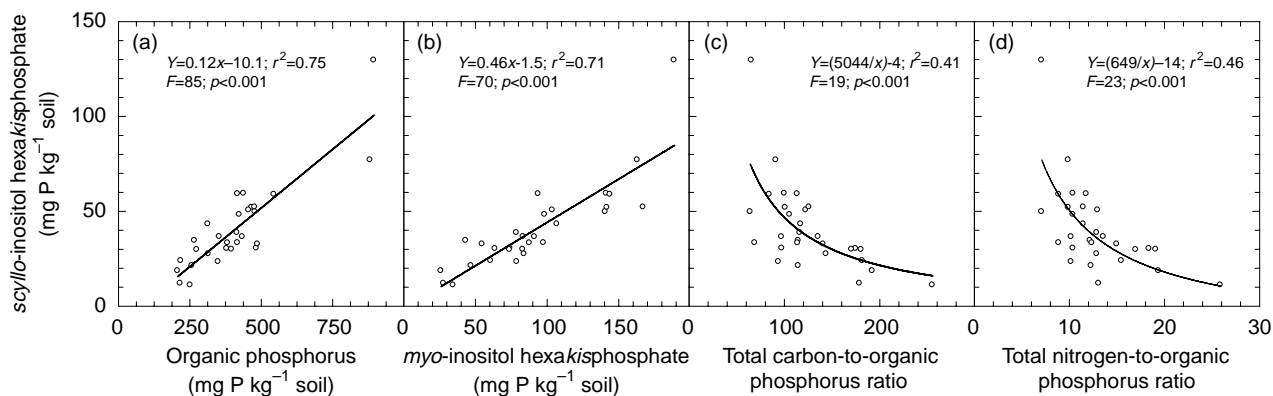 scyllo-inositol hexakisphosphate
(mg P kg⁻¹ soil)
150
100
50
0
(a)
Y=0.12x–10.1; r²=0.75
F=85; p<0.001
0 250 500 750
Organic phosphorus
(mg P kg⁻¹ soil)
(b)
Y=0.46x-1.5; r²=0.71
F=70; p<0.001
0 50 100 150
myo-inositol hexakisphosphate
(mg P kg⁻¹ soil)
(c)
Y=(5044/x)-4; r²=0.41
F=19; p<0.001
0 100 200
Total carbon-to-organic
phosphorus ratio
(d)
Y=(649/x)–14; r²=0.46
F=23; p<0.001
0 10 20 30
Total nitrogen-to-organic
phosphorus ratio